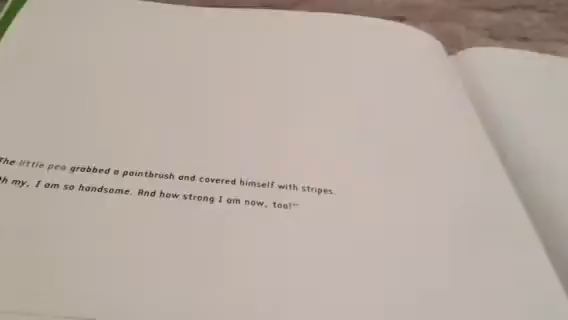 The little pea grabbed a paintbrush and covered himself with stripes.
h my, I am so handsome. And how strong I am now, too!"